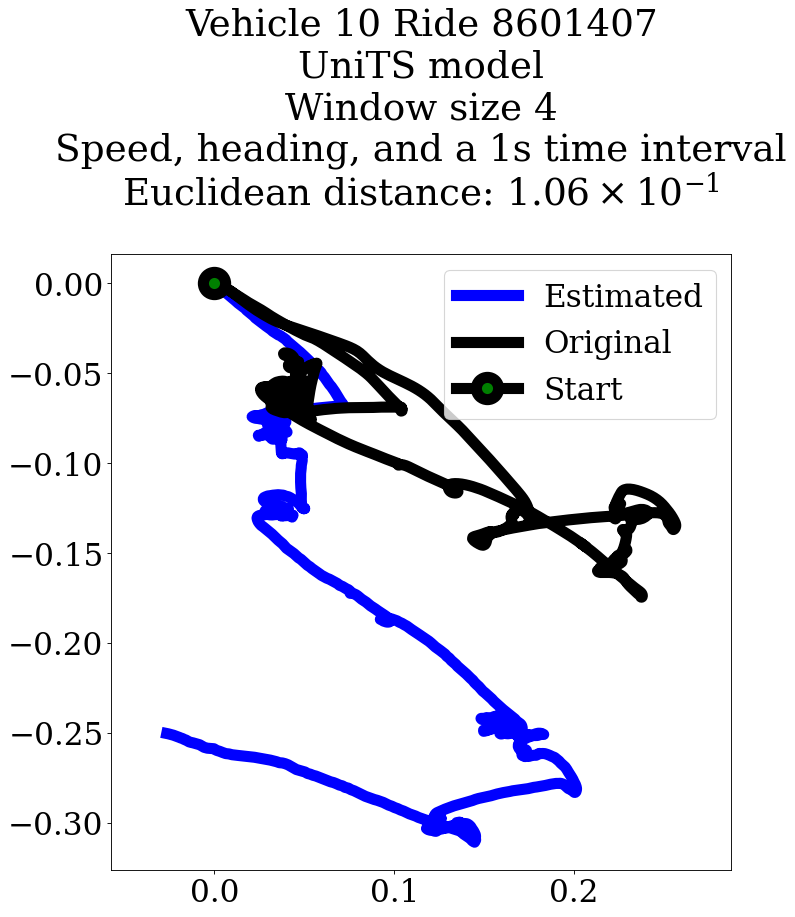 Vehicle 10 Ride 8601407
UniTS model
Window size 4
Speed, heading, and a 1s time interval
Euclidean distance: $1.06 \times 10^{-1}$
Estimated
Original
Start
0.00
−0.05
−0.10
−0.15
−0.20
−0.25
−0.30
0.0 0.1 0.2